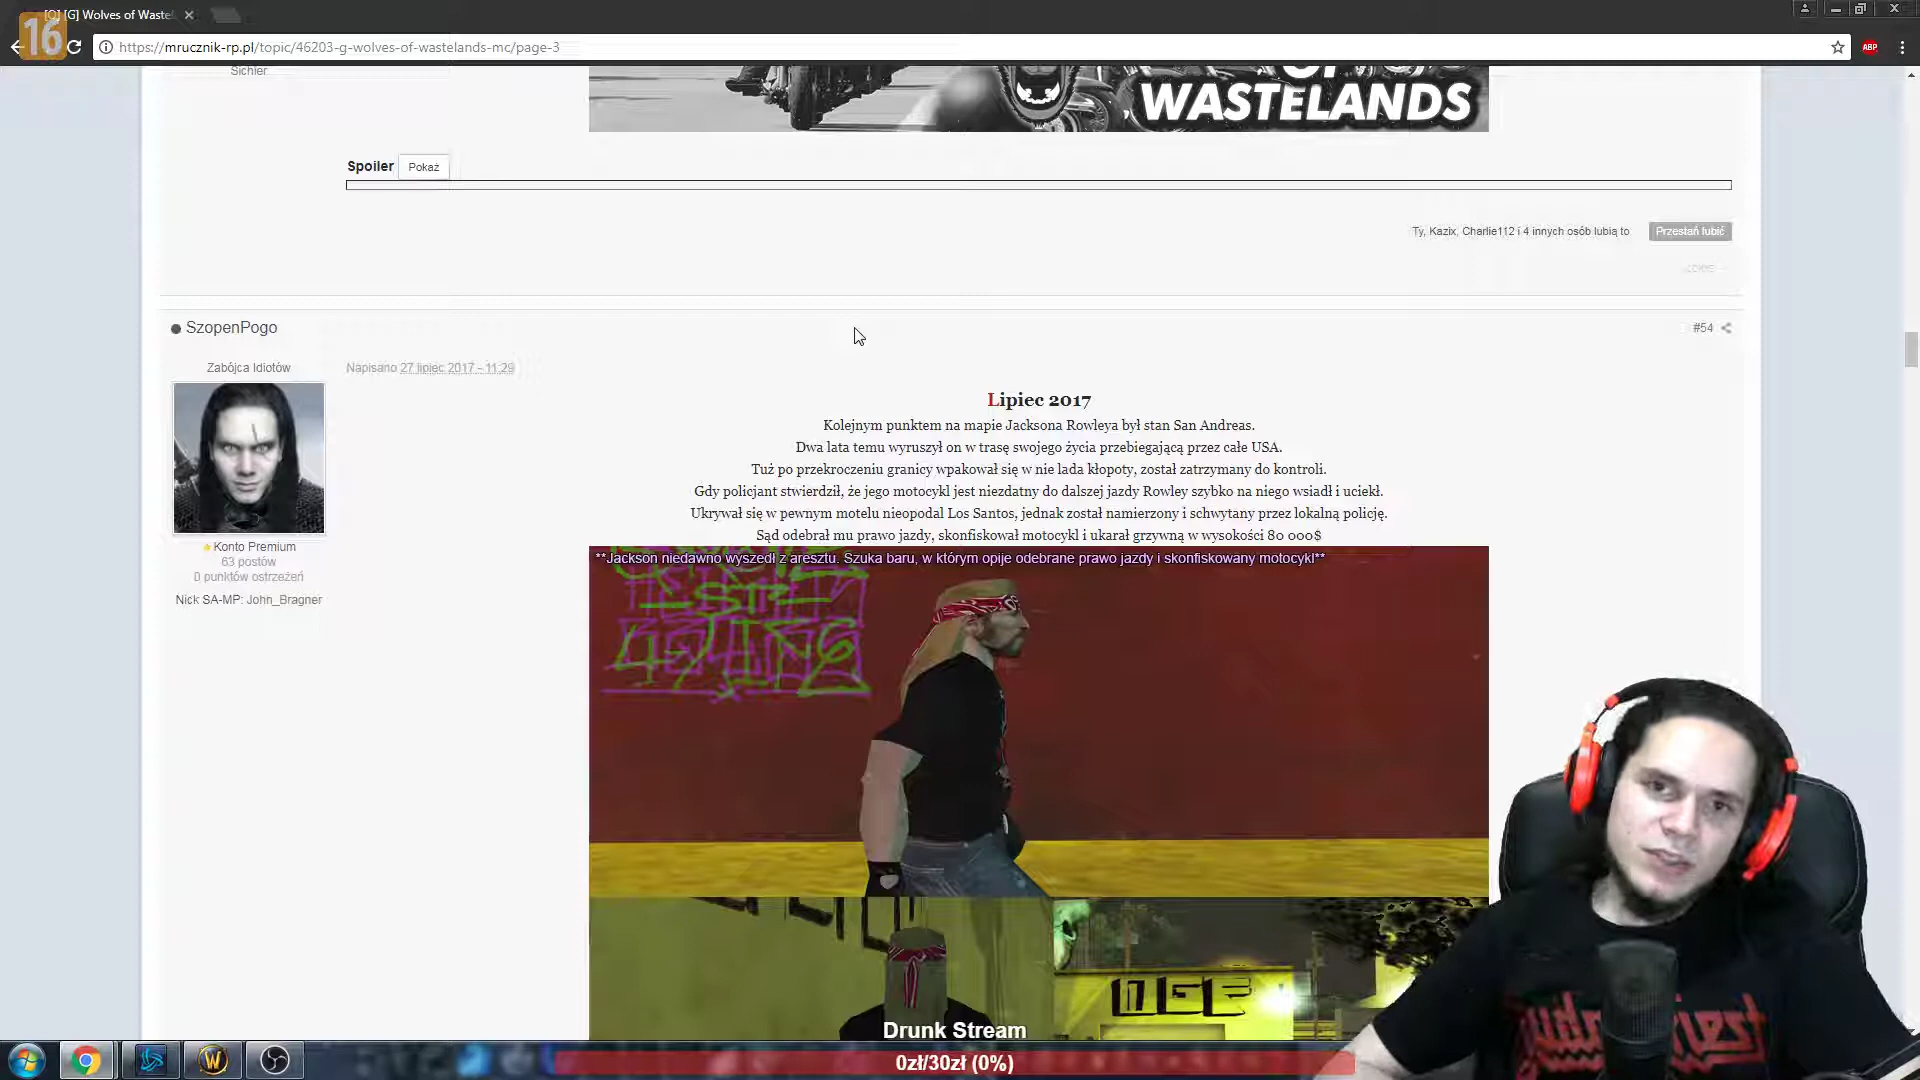 [O] [G] Wolves of Waste
16
https://mrucznik-rp.pl/topic/46203-g-wolves-of-wastelands-mc/page-3
ABP
Sichler
OF
WASTELANDS
Spoiler Pokaż
Ty, Kazix, Charlie112 i 4 innych osób lubią to Przestań lubić
SzopenPogo
#54
Zabójca Idiotów
Napisano 27 lipiec 2017 - 11:29
Konto Premium
63 postów
0 punktów ostrzeżeń
Nick SA-MP: John_Bragner
Lipiec 2017
Kolejnym punktem na mapie Jacksona Rowleya był stan San Andreas.
Dwa lata temu wyruszył on w trasę swojego życia przebiegającą przez całe USA.
Tuż po przekroczeniu granicy wpakował się w nie lada kłopoty, został zatrzymany do kontroli.
Gdy policjant stwierdził, że jego motocykl jest niezdatny do dalszej jazdy Rowley szybko na niego wsiadł i uciekł.
Ukrywał się w pewnym motelu nieopodal Los Santos, jednak został namierzony i schwytany przez lokalną policję.
Sąd odebrał mu prawo jazdy, skonfiskował motocykl i ukarał grzywną w wysokości 80 000$
**Jackson niedawno wyszedł z aresztu. Szuka baru, w którym opije odebrane prawo jazdy i skonfiskowany motocykl**
Drunk Stream
0zł/30zł (0%)